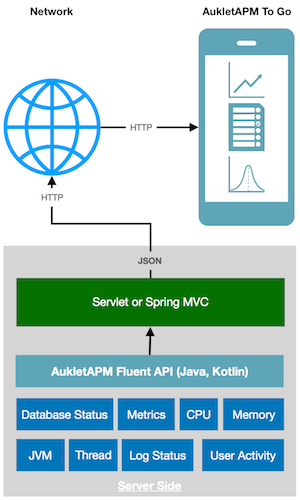 Network
AukletAPM To Go
HTTP
HTTP
JSON
Servlet or Spring MVC
AukletAPM Fluent API (Java, Kotlin)
Database Status
Metrics
CPU
Memory
JVM
Thread
Log Status
User Activity
Server Side